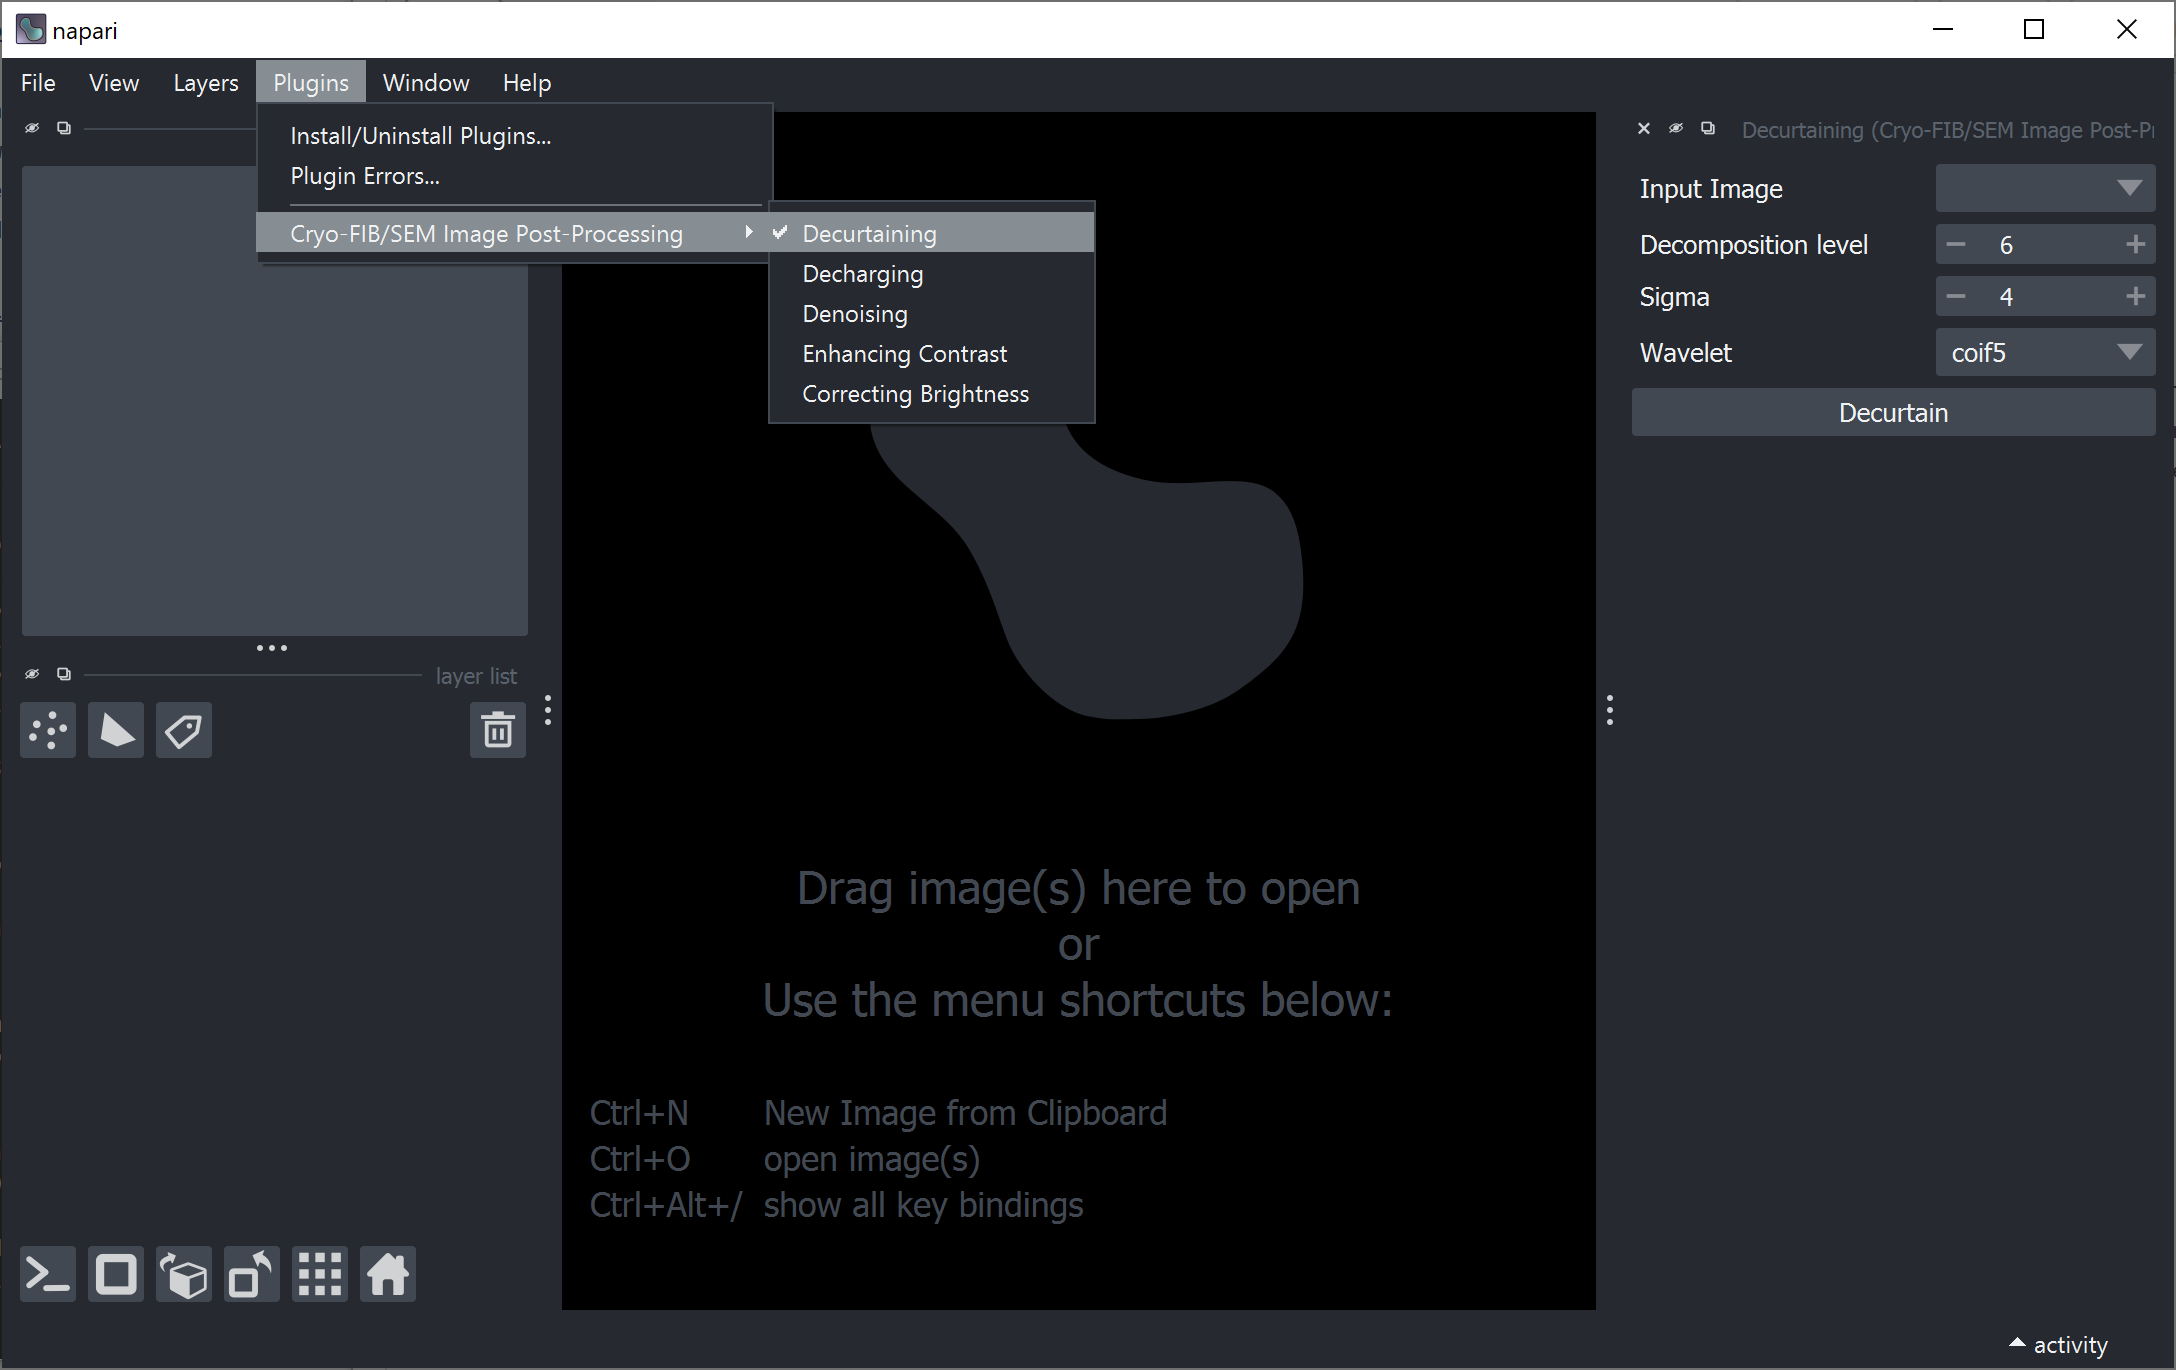 napari
File View Layers Plugins Window Help
Install/Uninstall Plugins...
Plugin Errors...
Cryo-FIB/SEM Image Post-Processing
Decurtaining
Decharging
Denoising
Enhancing Contrast
Correcting Brightness
layer list
Drag image(s) here to open
or
Use the menu shortcuts below:
Ctrl+N New Image from Clipboard
Ctrl+O open image(s)
Ctrl+Alt+/ show all key bindings
Decurtaining (Cryo-FIB/SEM Image Post-P
Input Image
Decomposition level 6
Sigma 4
Wavelet coif5
Decurtain
activity